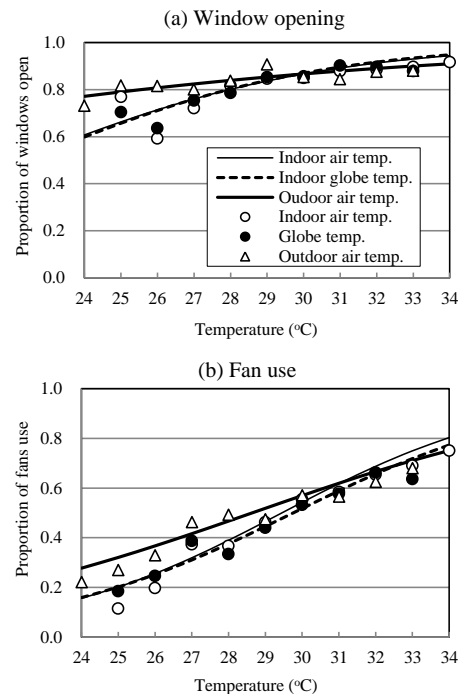 (a) Window opening
Proportion of windows open
1.0
0.8
0.6
0.4
0.2
0.0
Indoor air temp.
Indoor globe temp.
Oudoor air temp.
Indoor air temp.
Globe temp.
Outdoor air temp.
24 25 26 27 28 29 30 31 32 33 34
Temperature (°C)
(b) Fan use
Proportion of fans use
1.0
0.8
0.6
0.4
0.2
0.0
24 25 26 27 28 29 30 31 32 33 34
Temperature (°C)